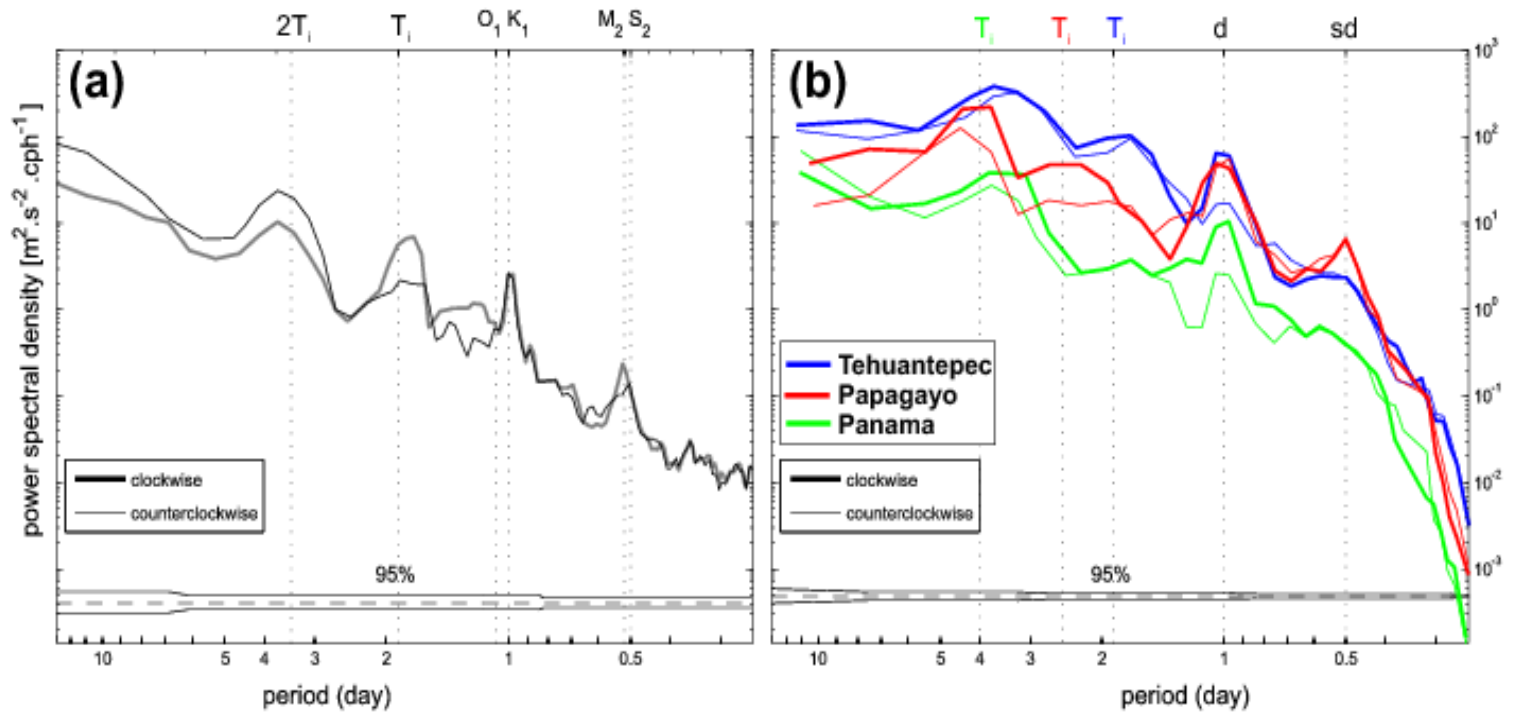 2Tᵢ Tᵢ O₁ K₁ M₂ S₂
(a)
power spectral density [m².s⁻² .cph⁻¹ ]
clockwise
counterclockwise
95%
10 5 4 3 2 1 0.5
period (day)
Tᵢ Tᵢ Tᵢ d sd
(b)
10³
10²
10¹
10⁰
10⁻¹
10⁻²
10⁻³
Tehuantepec
Papagayo
Panama
clockwise
counterclockwise
95%
10 5 4 3 2 1 0.5
period (day)